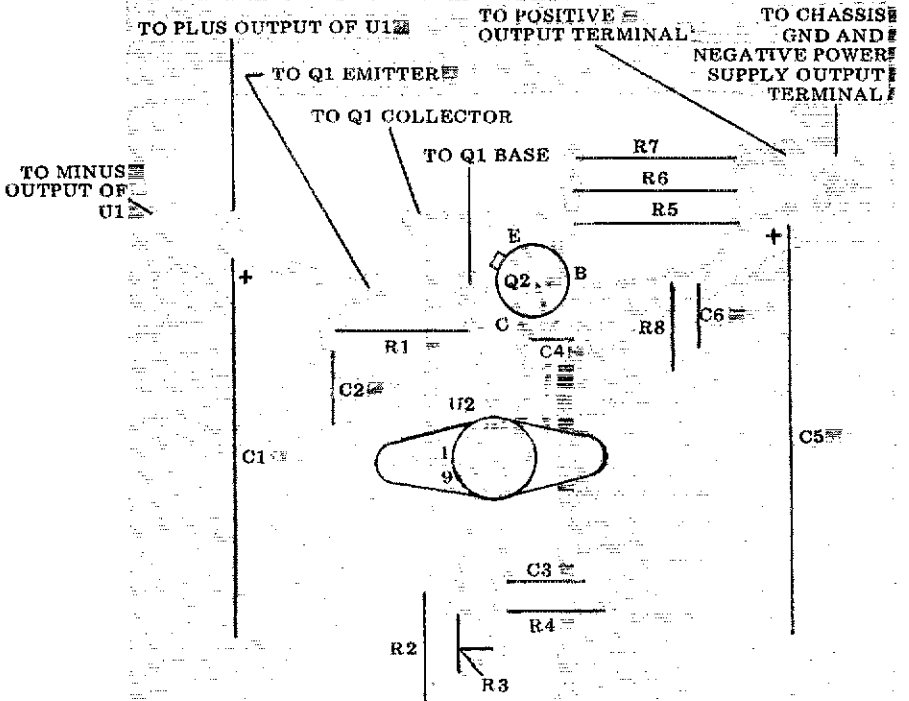 TO PLUS OUTPUT OF U1
TO POSITIVE
OUTPUT TERMINAL
TO CHASSIS
GND AND
NEGATIVE POWER
SUPPLY OUTPUT
TERMINAL
TO Q1 EMITTER
TO Q1 COLLECTOR
TO Q1 BASE
TO MINUS
OUTPUT OF
U1
R7
R6
R5
+
+
E
Q2
B
C
R1
C4
R8
C6
C2
U2
C1
1
9
C5
C3
R4
R2
R3